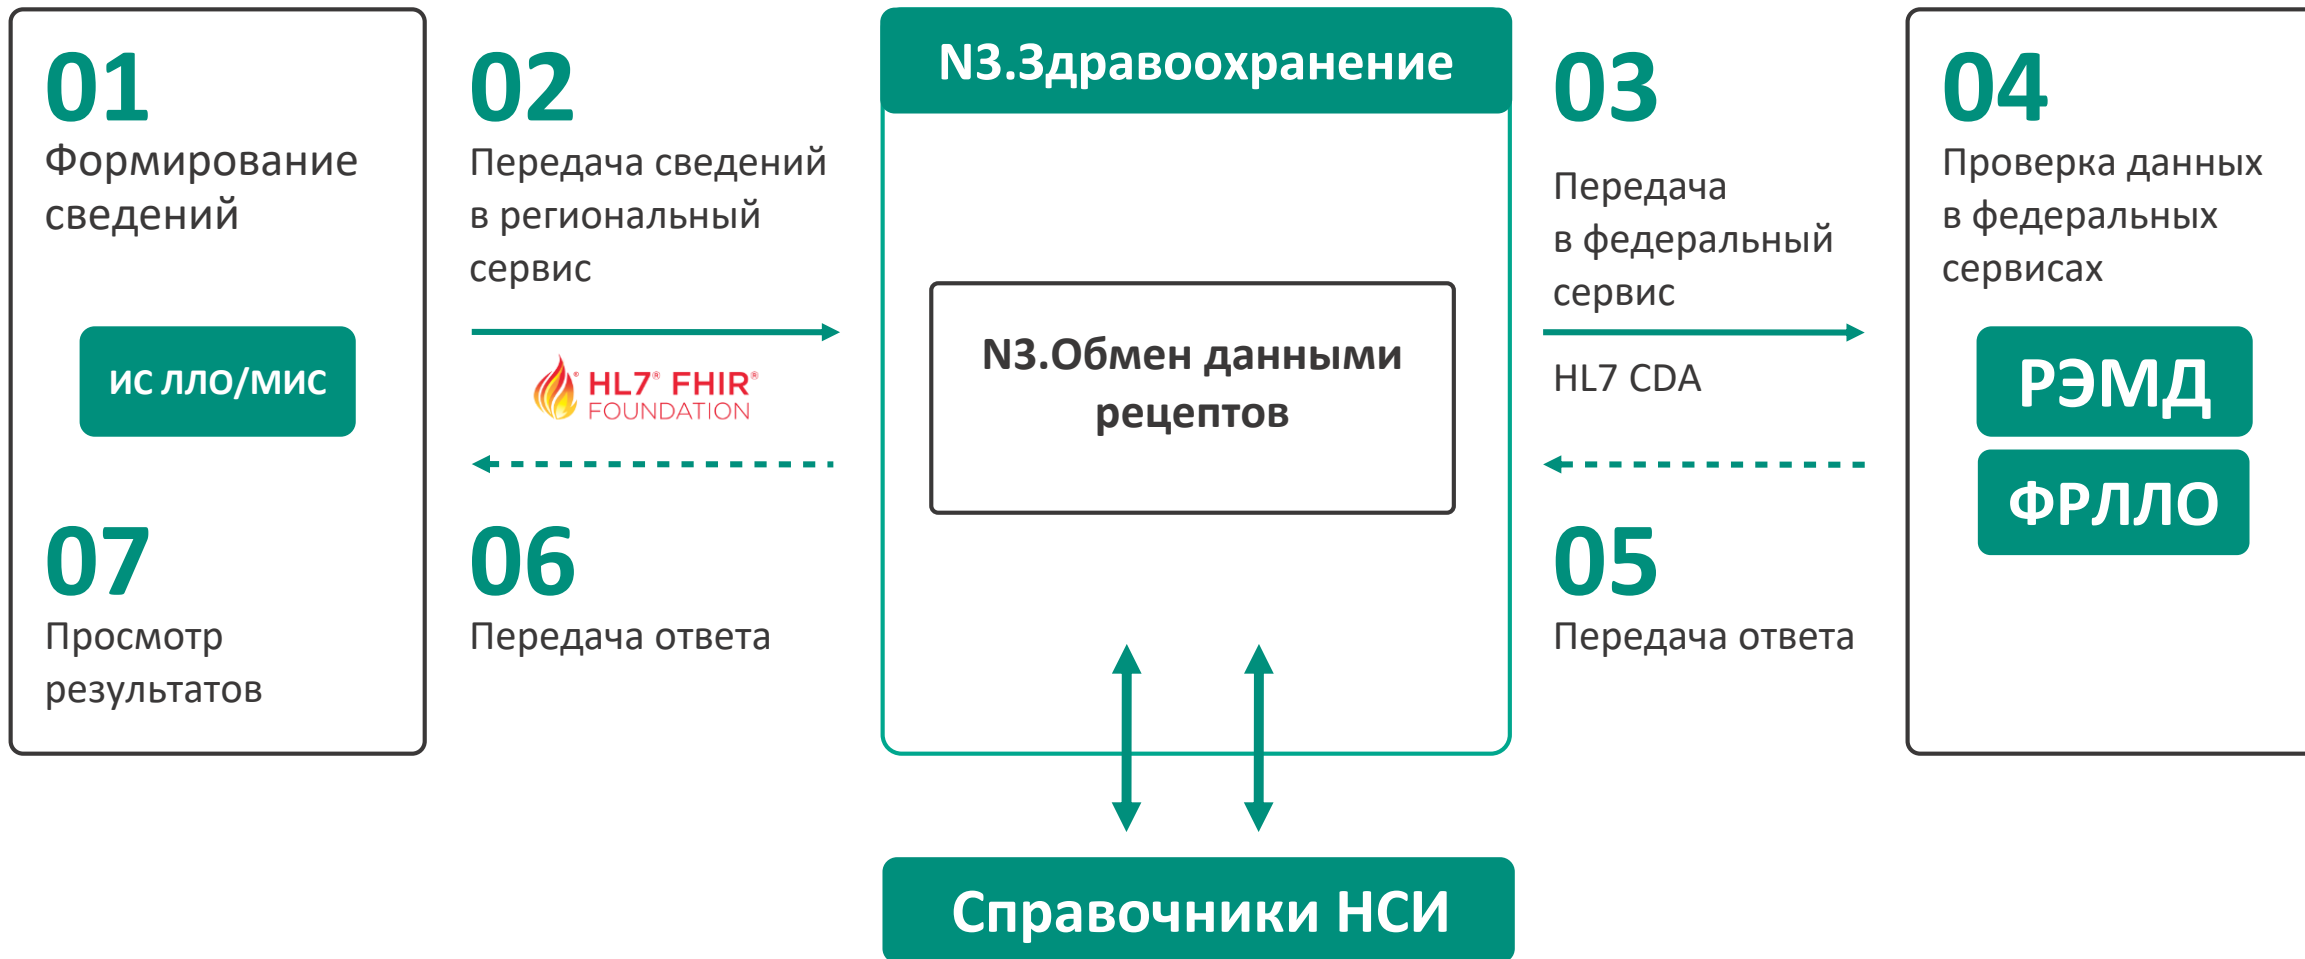 01
Формирование
сведений
ИС ЛЛО/МИС
07
Просмотр
результатов
02
Передача сведений
в региональный
сервис
HL7® FHIR®
FOUNDATION
06
Передача ответа
N3.Здравоохранение
N3.Обмен данными
рецептов
Справочники НСИ
03
Передача
в федеральный
сервис
HL7 CDA
05
Передача ответа
04
Проверка данных
в федеральных
сервисах
РЭМД
ФРЛЛО